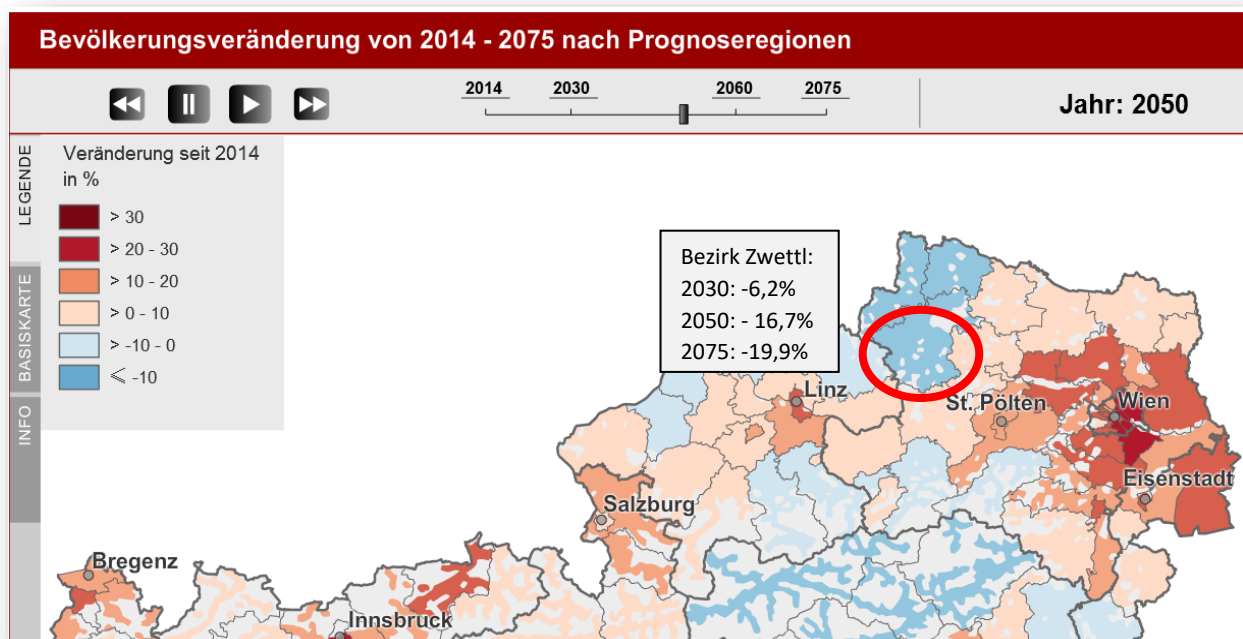 Bevölkerungsveränderung von 2014 - 2075 nach Prognoseregionen
2014 2030 2060 2075
Jahr: 2050
LEGENDE
BASISKARTE
INFO
Veränderung seit 2014
in %
> 30
> 20 - 30
> 10 - 20
> 0 - 10
> -10 - 0
⩽ -10
Bezirk Zwettl:
2030: -6,2%
2050: - 16,7%
2075: -19,9%
Linz
St. Pölten
Wien
Eisenstadt
Salzburg
Bregenz
Innsbruck